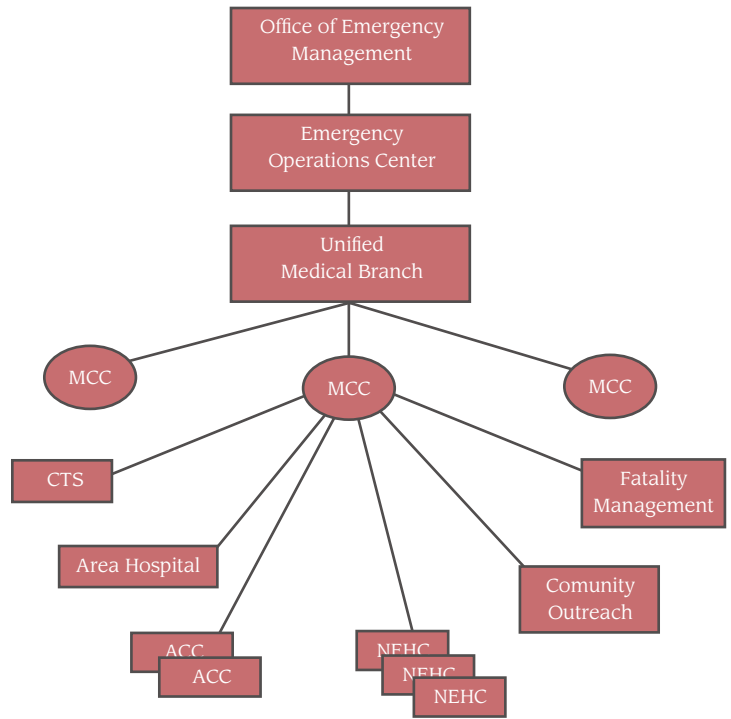 Office of Emergency
Management
Emergency
Operations Center
Unified
Medical Branch
MCC
MCC
MCC
CTS
Fatality
Management
Area Hospital
Comunity
Outreach
ACC
ACC
NEHC
NEHC
NEHC